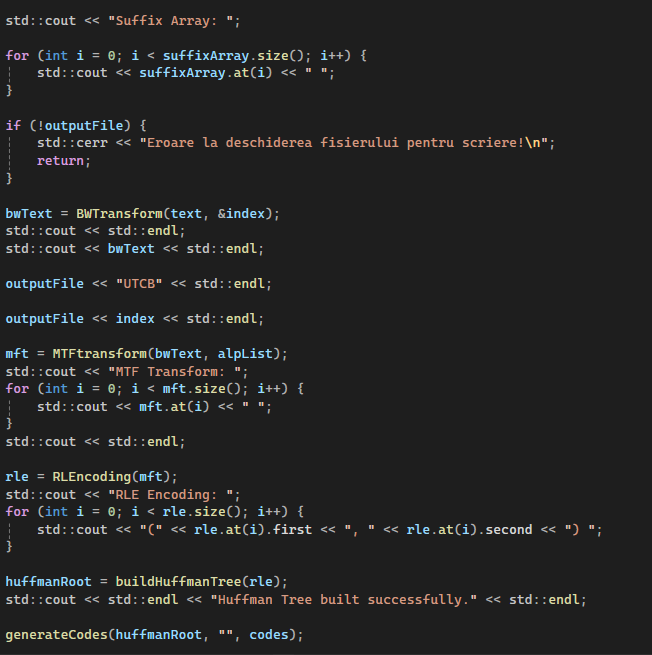 std::cout << "Suffix Array: ";
for (int i = 0; i < suffixArray.size(); i++) {
    std::cout << suffixArray.at(i) << " ";
}
if (!outputFile) {
    std::cerr << "Eroare la deschiderea fisierului pentru scriere!\n";
    return;
}
bwText = BWTransform(text, &index);
std::cout << std::endl;
std::cout << bwText << std::endl;
outputFile << "UTCB" << std::endl;
outputFile << index << std::endl;
mft = MTFtransform(bwText, alpList);
std::cout << "MTF Transform: ";
for (int i = 0; i < mft.size(); i++) {
    std::cout << mft.at(i) << " ";
}
std::cout << std::endl;
rle = RLEncoding(mft);
std::cout << "RLE Encoding: ";
for (int i = 0; i < rle.size(); i++) {
    std::cout << "(" << rle.at(i).first << ", " << rle.at(i).second << ") ";
}
huffmanRoot = buildHuffmanTree(rle);
std::cout << std::endl << "Huffman Tree built successfully." << std::endl;
generateCodes(huffmanRoot, "", codes);